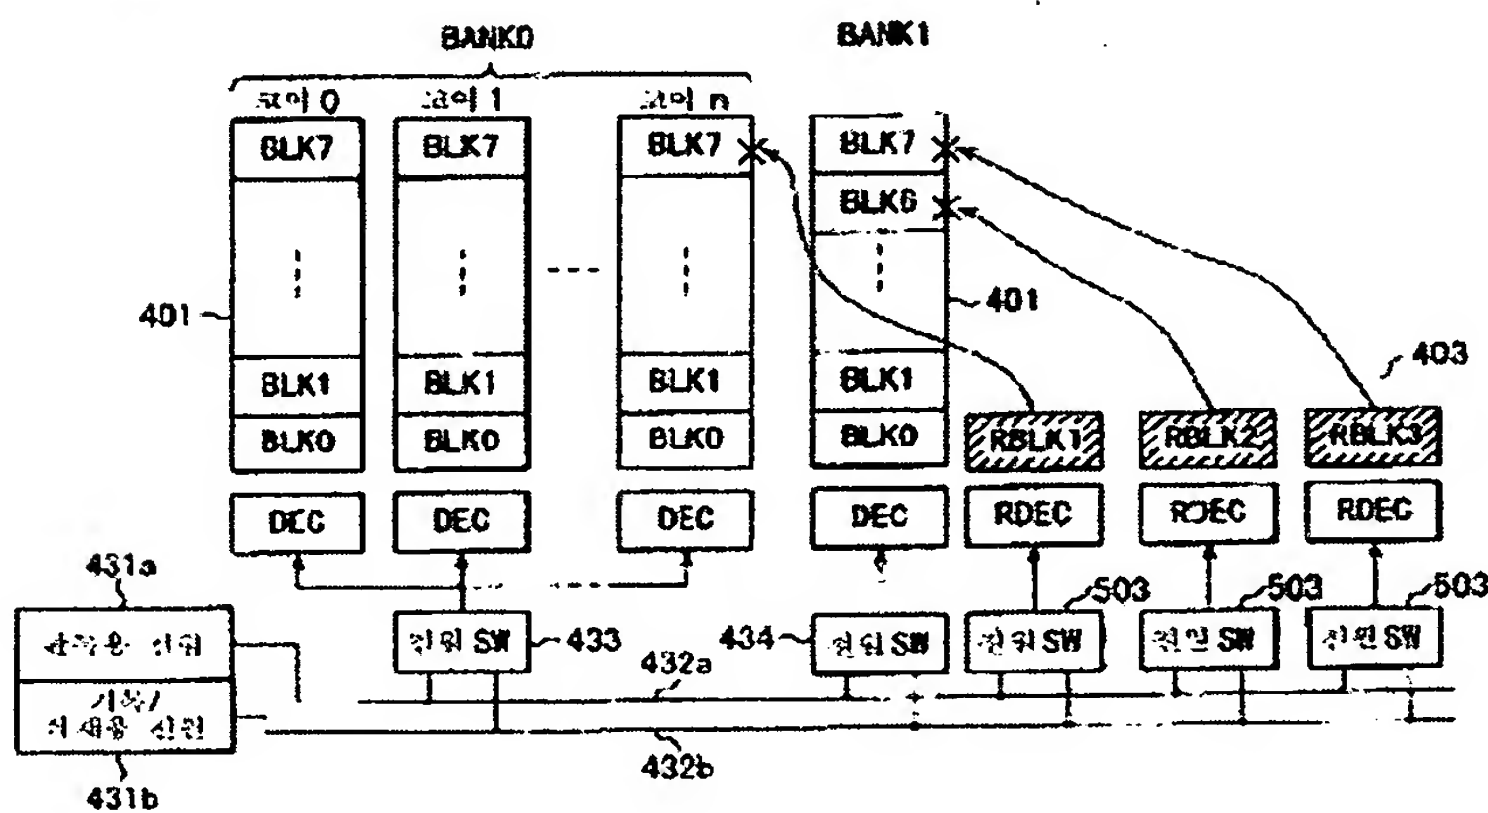 BANK0
BANK1
코어 0
코어 1
코어 n
BLK7
BLK7
BLK7
BLK7
BLK6
401
401
403
BLK1
BLK1
BLK1
BLK1
BLK0
BLK0
BLK0
BLK0
RBLK1
RBLK2
RBLK3
DEC
DEC
DEC
DEC
RDEC
RDEC
RDEC
431a
503
503
503
전원 SW
433
434
전원 SW
전원 SW
전원 SW
전원 SW
432a
432b
431b